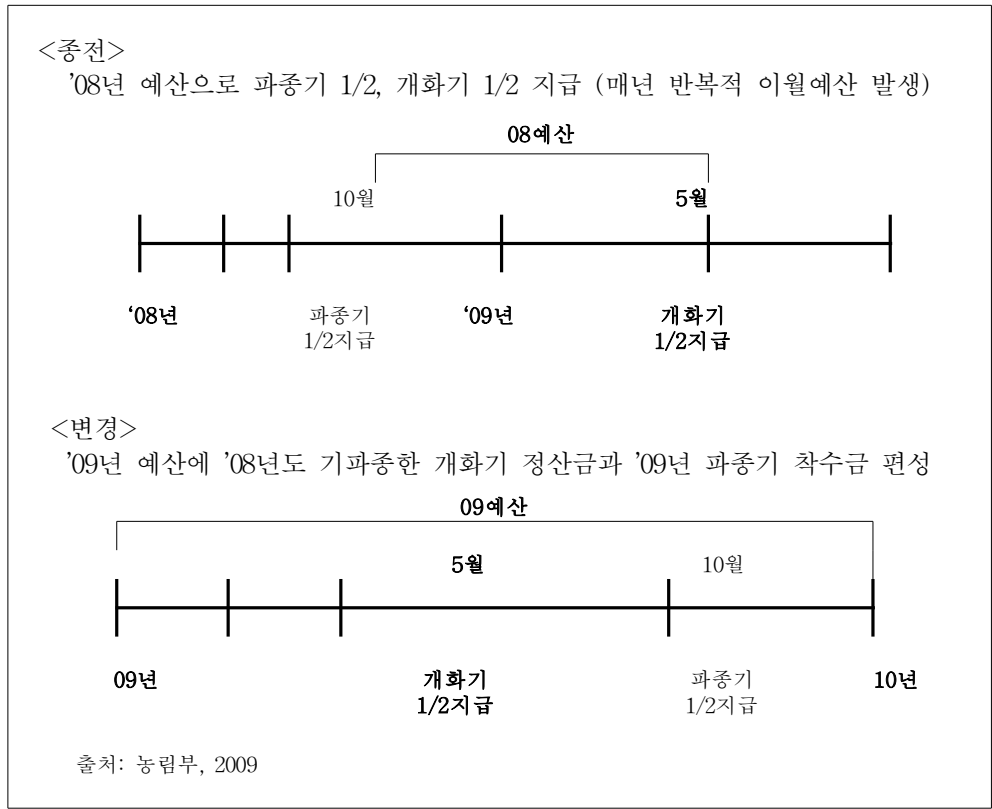 <종전>
’08년 예산으로 파종기 1/2, 개화기 1/2 지급 (매년 반복적 이월예산 발생)
08예산
10월 5월
‘08년 파종기 ‘09년 개화기
1/2지급 1/2지급
<변경>
’09년 예산에 ’08년도 기파종한 개화기 정산금과 ’09년 파종기 착수금 편성
09예산
5월 10월
09년 개화기 파종기 10년
1/2지급 1/2지급
출처: 농림부, 2009